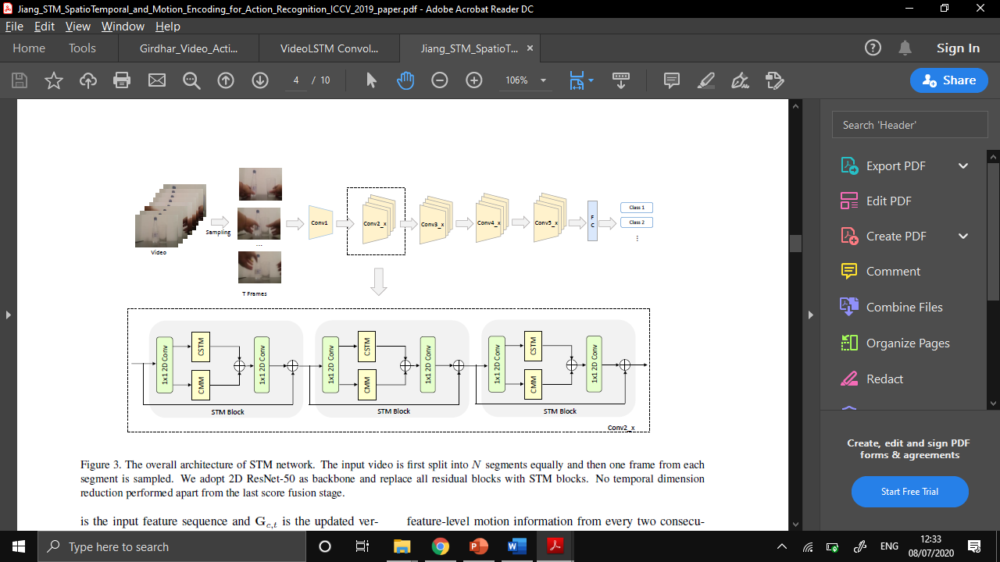 Jiang_STM_SpatioTemporal_and_Motion_Encoding_for_Action_Recognition_ICCV_2019_paper.pdf - Adobe Acrobat Reader DC
File Edit View Window Help
Home Tools Girdhar_Video_Acti... VideoLSTM Convol... Jiang_STM_SpatioT... × Sign In
4 / 10 106% Share
Search 'Header'
Export PDF
Edit PDF
Create PDF
Comment
Combine Files
Organize Pages
Redact
Create, edit and sign PDF
forms & agreements
Start Free Trial
Video
Sampling
...
T Frames
Conv1
Conv2_x
Conv3_x
Conv4_x
Conv5_x
FC
Class 1
Class 2
⋮
1x1 2D Conv
CSTM
CMM
1x1 2D Conv
STM Block
1x1 2D Conv
CSTM
CMM
1x1 2D Conv
STM Block
1x1 2D Conv
CSTM
CMM
1x1 2D Conv
STM Block
Conv2_x
Figure 3. The overall architecture of STM network. The input video is first split into N segments equally and then one frame from each
segment is sampled. We adopt 2D ResNet-50 as backbone and replace all residual blocks with STM blocks. No temporal dimension
reduction performed apart from the last score fusion stage.
is the input feature sequence and G_{c,t} is the updated ver-
feature-level motion information from every two consecu-
Type here to search
ENG
12:33
08/07/2020